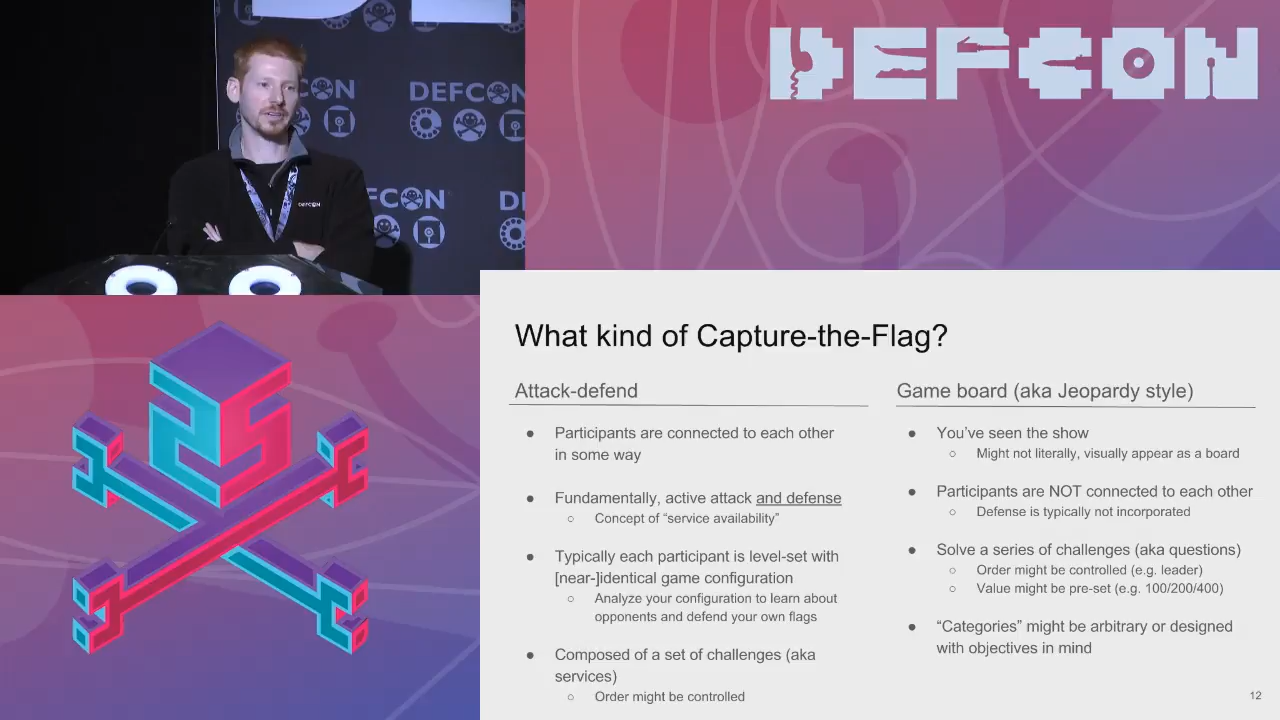 DEFCON
DEFCON
DEFCON
What kind of Capture-the-Flag?
Attack-defend
● Participants are connected to each other
in some way
● Fundamentally, active attack and defense
○ Concept of “service availability”
● Typically each participant is level-set with
[near-]identical game configuration
○ Analyze your configuration to learn about
opponents and defend your own flags
● Composed of a set of challenges (aka
services)
○ Order might be controlled
Game board (aka Jeopardy style)
● You’ve seen the show
○ Might not literally, visually appear as a board
● Participants are NOT connected to each other
○ Defense is typically not incorporated
● Solve a series of challenges (aka questions)
○ Order might be controlled (e.g. leader)
○ Value might be pre-set (e.g. 100/200/400)
● “Categories” might be arbitrary or designed
with objectives in mind
12